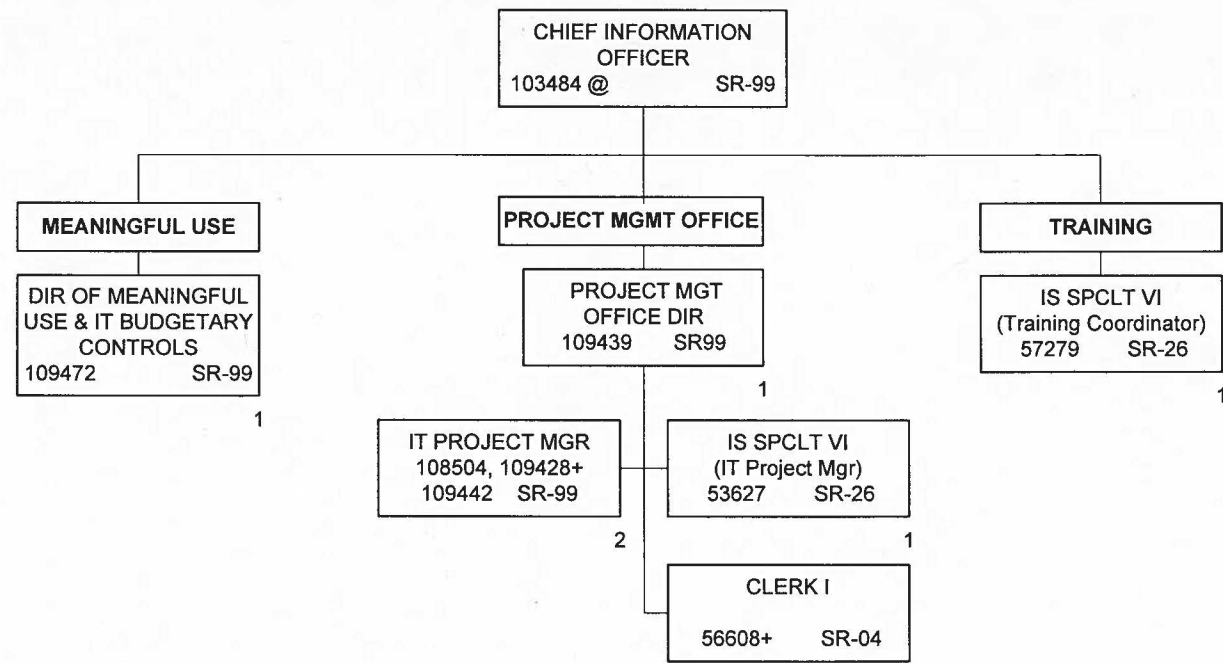 CHIEF INFORMATION
OFFICER
103484 @ SR-99
MEANINGFUL USE
DIR OF MEANINGFUL
USE & IT BUDGETARY
CONTROLS
109472 SR-99
1
PROJECT MGMT OFFICE
PROJECT MGT
OFFICE DIR
109439 SR99
1
IT PROJECT MGR
108504, 109428+
109442 SR-99
2
IS SPCLT VI
(IT Project Mgr)
53627 SR-26
1
CLERK I
56608+ SR-04
TRAINING
IS SPCLT VI
(Training Coordinator)
57279 SR-26
1